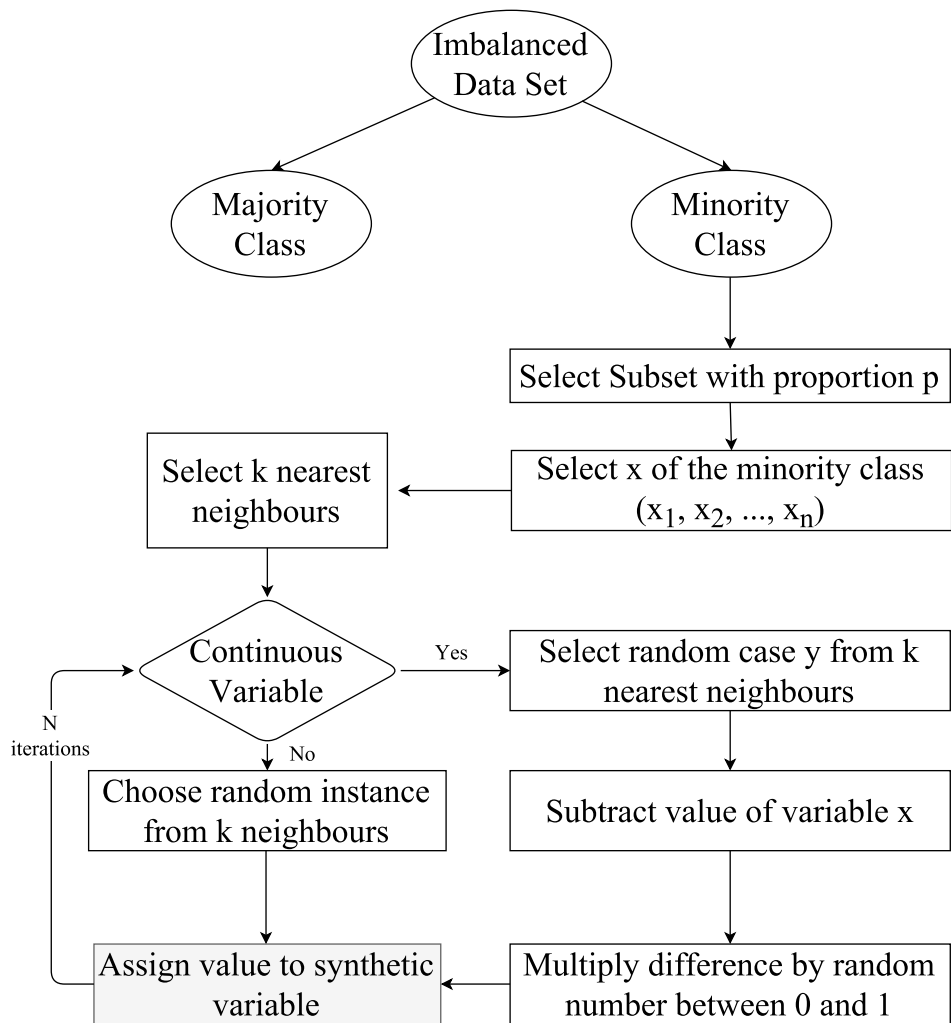 Imbalanced
Data Set
Majority
Class
Minority
Class
Select Subset with proportion p
Select k nearest
neighbours
Select x of the minority class
(x1, x2, ..., xn)
Continuous
Variable
Yes
Select random case y from k
nearest neighbours
N
iterations
No
Choose random instance
from k neighbours
Subtract value of variable x
Assign value to synthetic
variable
Multiply difference by random
number between 0 and 1